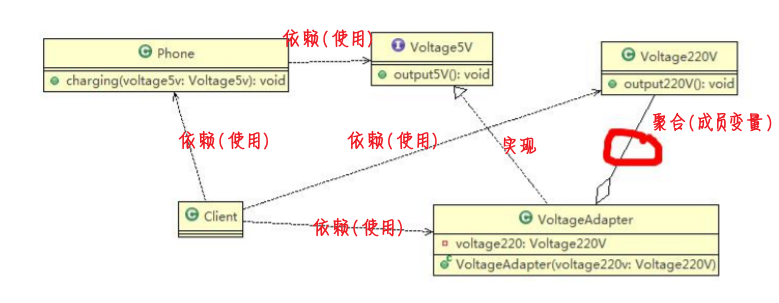 Phone
charging(voltage5v: Voltage5v): void
依赖(使用)
Voltage5V
output5V(): void
Voltage220V
output220V(): void
聚合(成员变量)
依赖(使用)
依赖(使用)
实现
Client
依赖(使用)
VoltageAdapter
voltage220: Voltage220V
VoltageAdapter(voltage220v: Voltage220V)